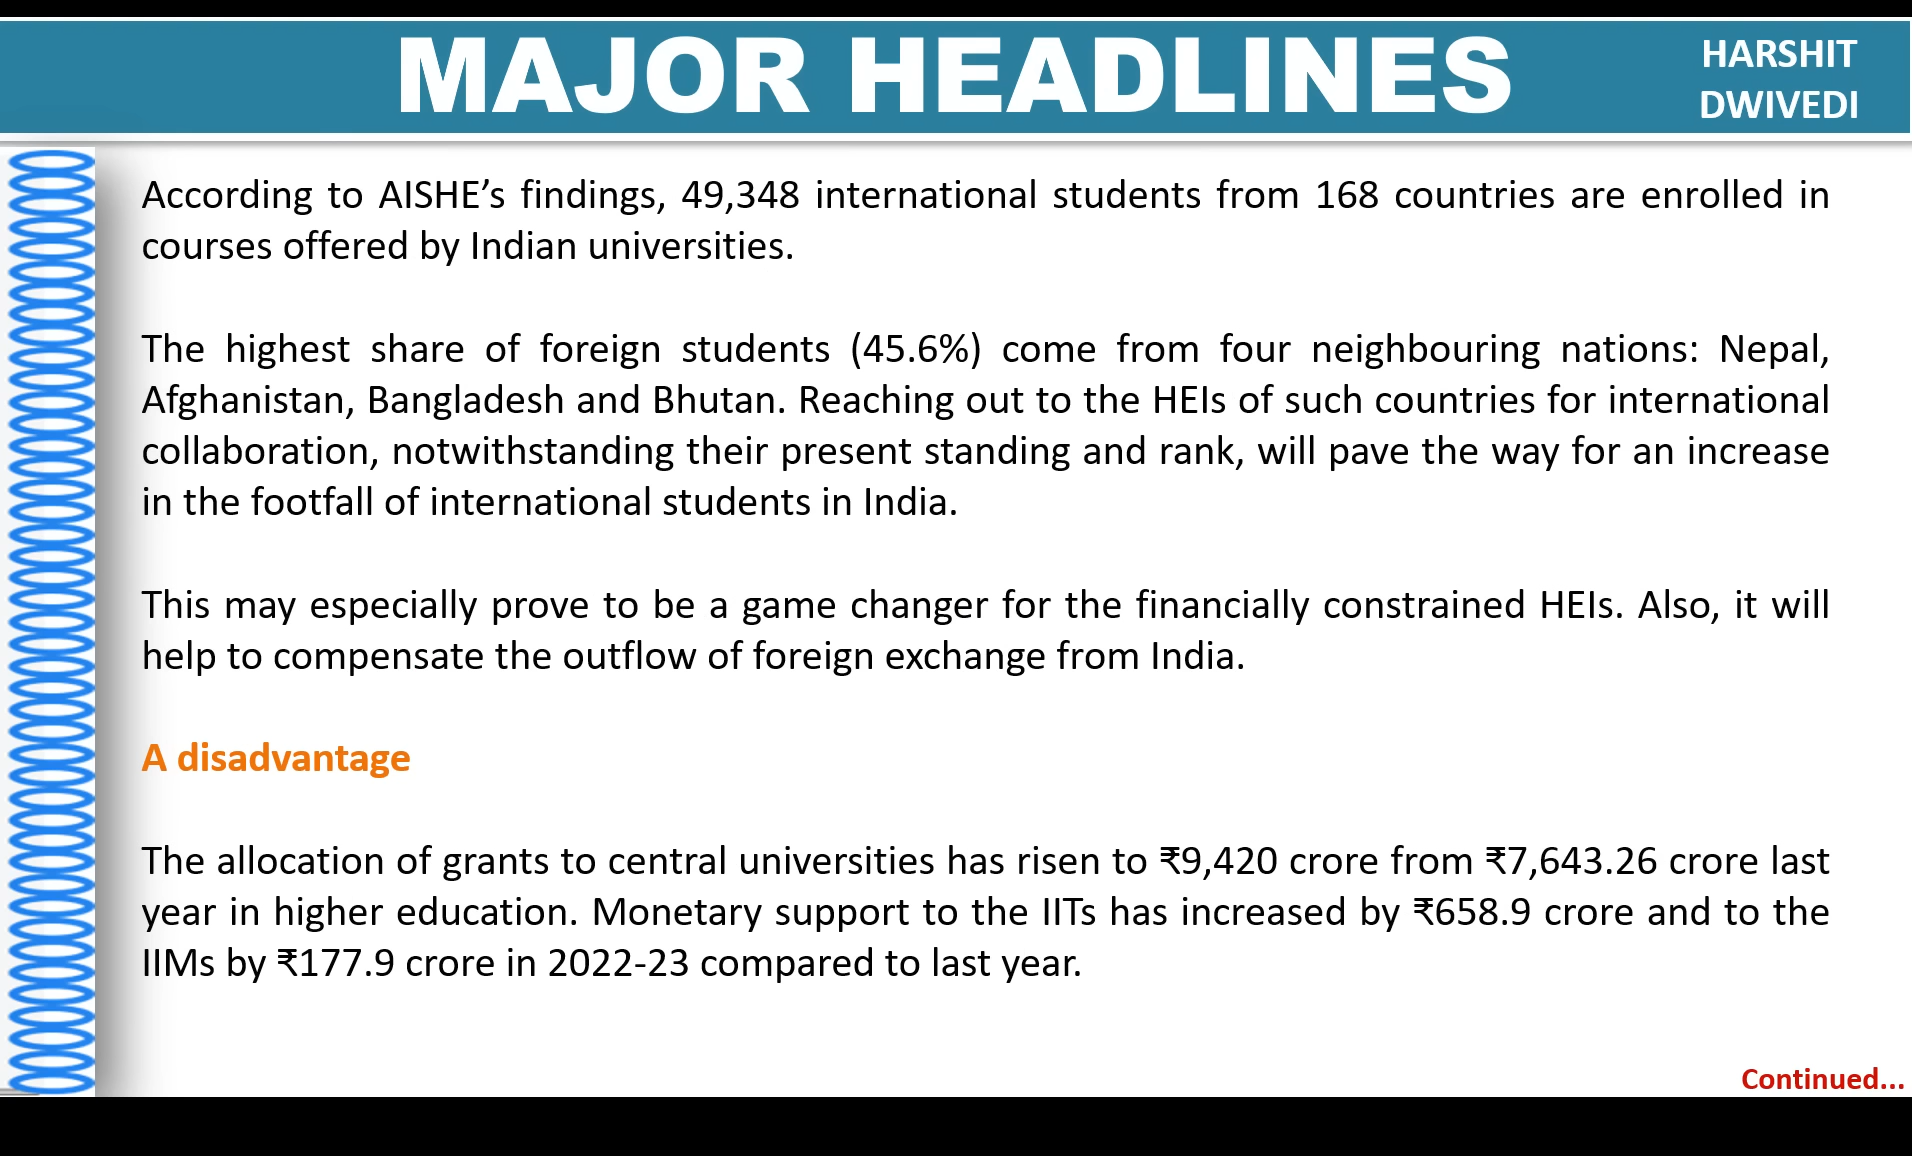 MAJOR HEADLINES
HARSHIT
DWIVEDI
According to AISHE’s findings, 49,348 international students from 168 countries are enrolled in
courses offered by Indian universities.
The highest share of foreign students (45.6%) come from four neighbouring nations: Nepal,
Afghanistan, Bangladesh and Bhutan. Reaching out to the HEIs of such countries for international
collaboration, notwithstanding their present standing and rank, will pave the way for an increase
in the footfall of international students in India.
This may especially prove to be a game changer for the financially constrained HEIs. Also, it will
help to compensate the outflow of foreign exchange from India.
A disadvantage
The allocation of grants to central universities has risen to ₹9,420 crore from ₹7,643.26 crore last
year in higher education. Monetary support to the IITs has increased by ₹658.9 crore and to the
IIMs by ₹177.9 crore in 2022-23 compared to last year.
Continued...